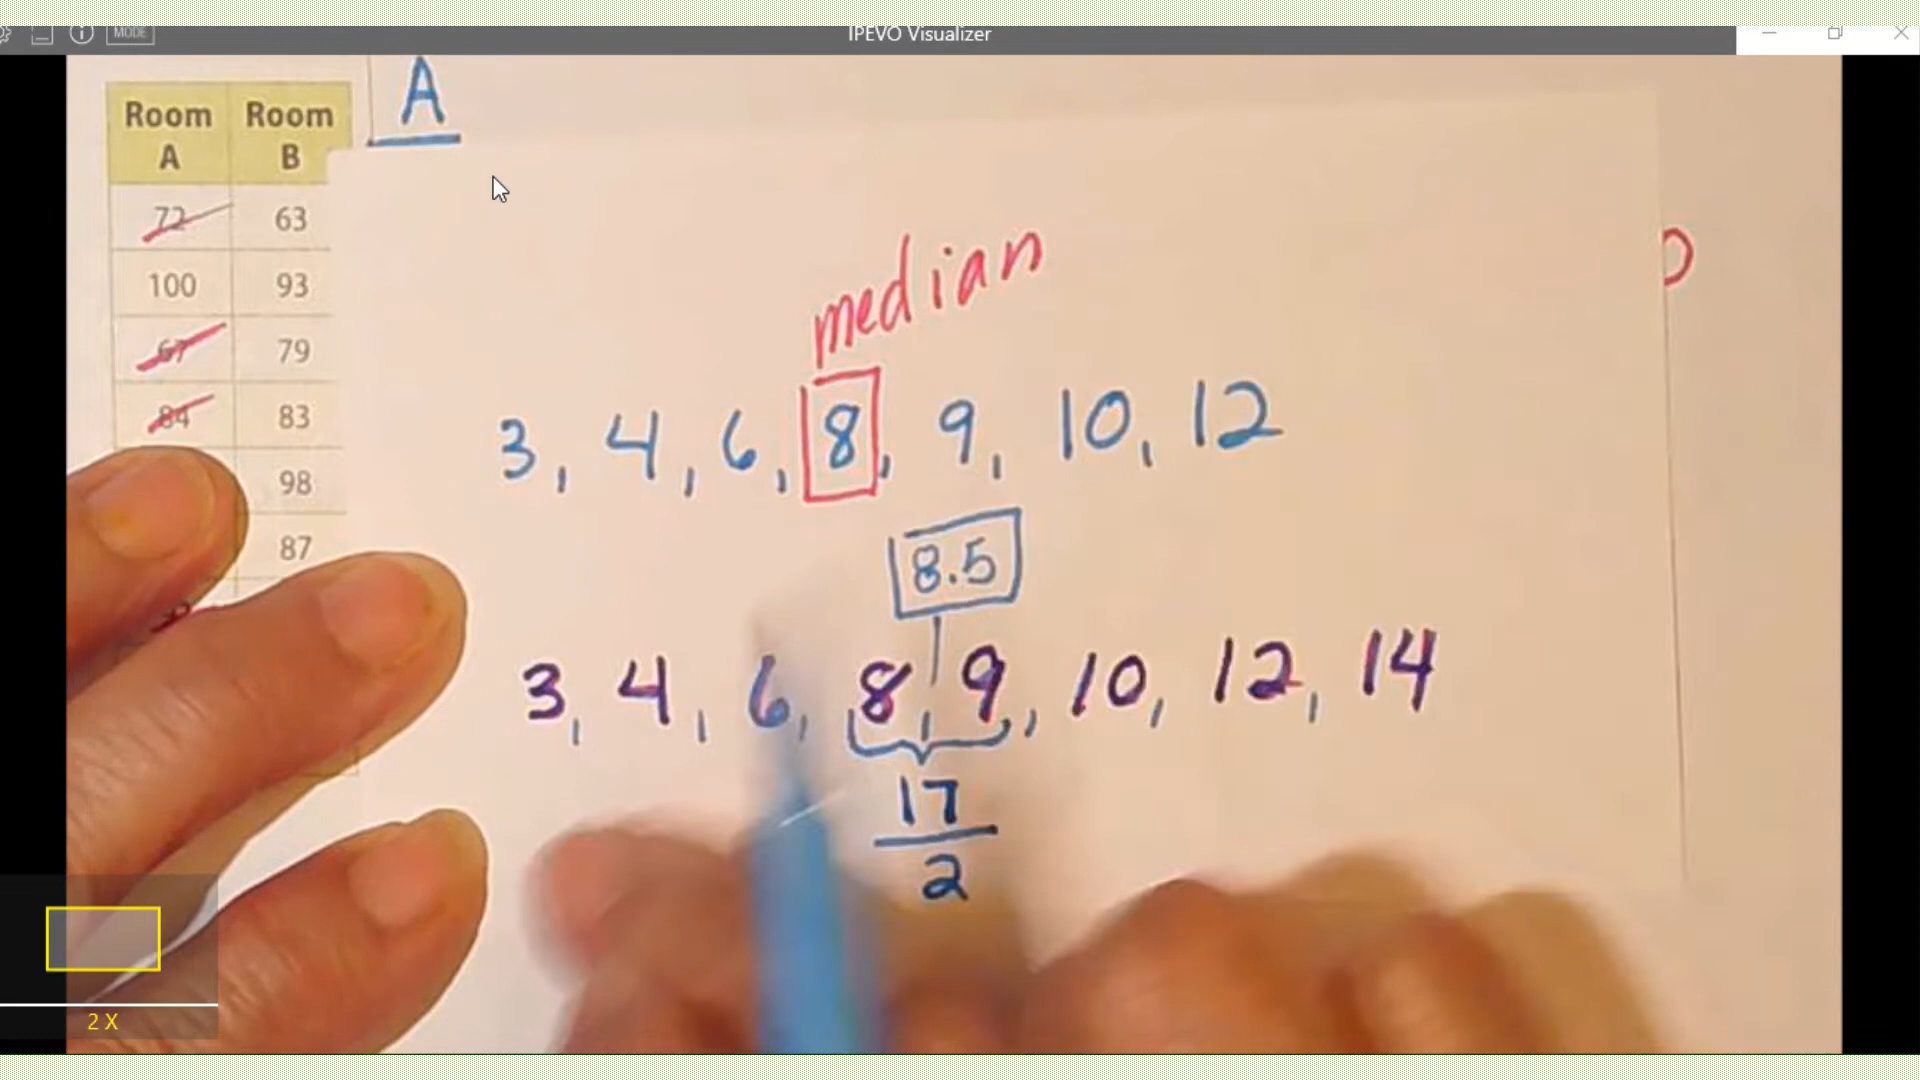 MODE
IPEVO Visualizer
A
Room Room
A B
72 63
100 93
67 79
84 83
98
87
median
3, 4, 6, 8, 9, 10, 12
8.5
3, 4, 6, 8, 9, 10, 12, 14
17
2
2 X